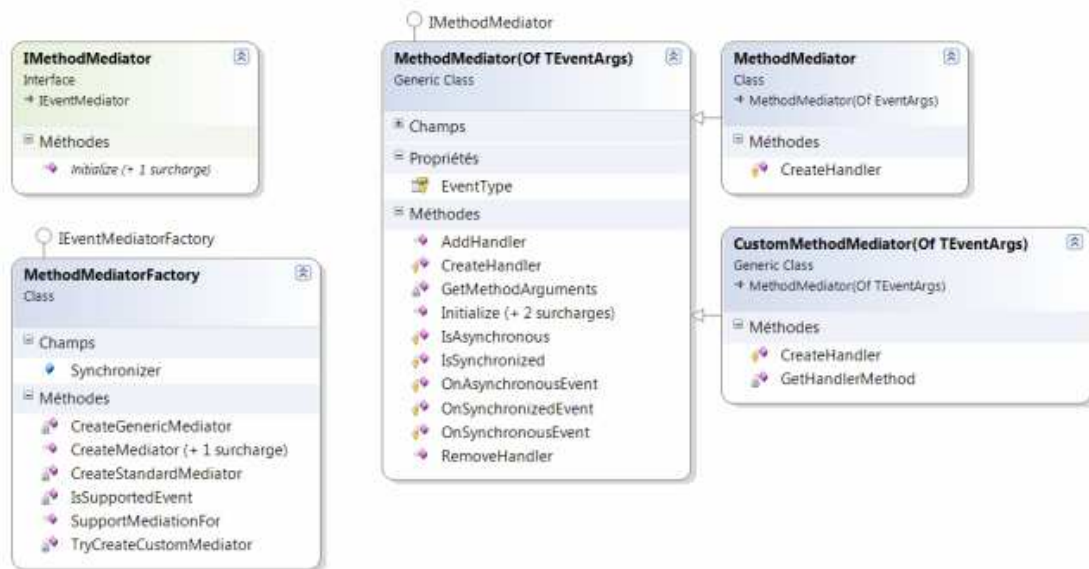 IMethodMediator
IMethodMediator
Interface
IEventMediator
Méthodes
Initialize (+ 1 surcharge)
IEventMediatorFactory
MethodMediatorFactory
Class
Champs
Synchronizer
Méthodes
CreateGenericMediator
CreateMediator (+ 1 surcharge)
CreateStandardMediator
IsSupportedEvent
SupportMediationFor
TryCreateCustomMediator
MethodMediator(Of TEventArgs)
Generic Class
Champs
Propriétés
EventType
Méthodes
AddHandler
CreateHandler
GetMethodArguments
Initialize (+ 2 surcharges)
IsAsynchronous
IsSynchronized
OnAsynchronousEvent
OnSynchronizedEvent
OnSynchronousEvent
RemoveHandler
MethodMediator
Class
MethodMediator(Of EventArgs)
Méthodes
CreateHandler
CustomMethodMediator(Of TEventArgs)
Generic Class
MethodMediator(Of TEventArgs)
Méthodes
CreateHandler
GetHandlerMethod